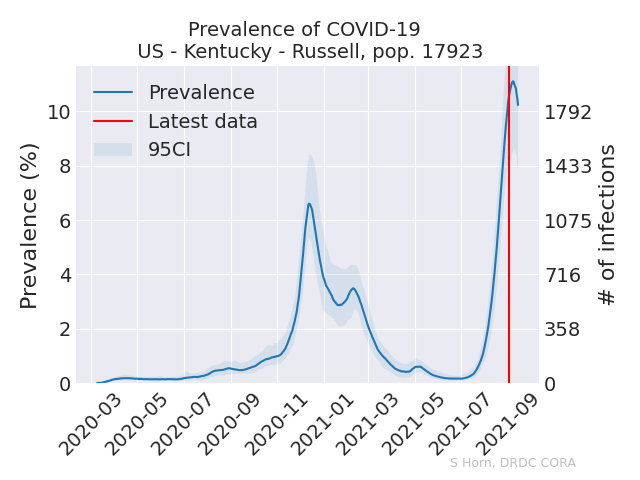 Prevalence of COVID-19
US - Kentucky - Russell, pop. 17923
Prevalence
Latest data
95CI
Prevalence (%)
10
8
6
4
2
0
1792
1433
1075
716
358
0
# of infections
2020-03
2020-05
2020-07
2020-09
2020-11
2021-01
2021-03
2021-05
2021-07
2021-09
S Horn, DRDC CORA